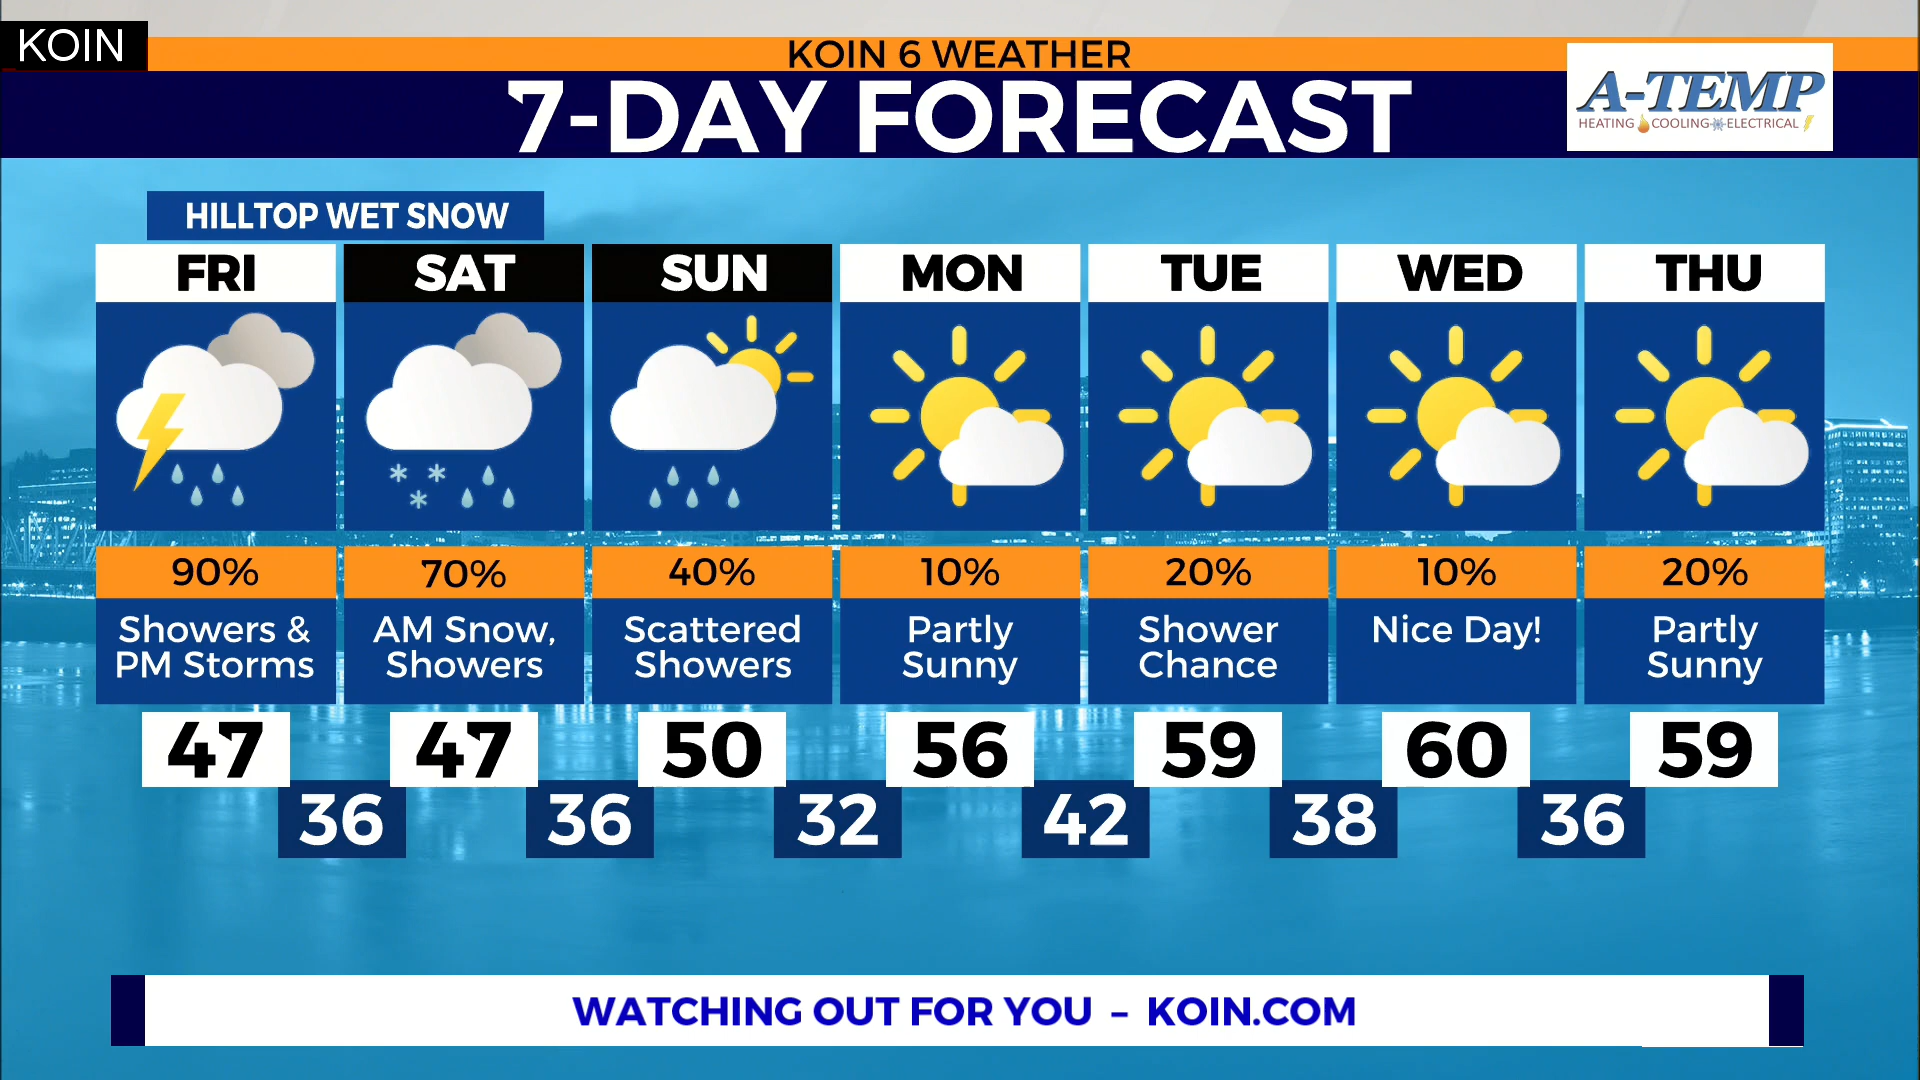 KOIN
KOIN 6 WEATHER
7-DAY FORECAST
A-TEMP
HEATING COOLING ELECTRICAL
HILLTOP WET SNOW
FRI SAT SUN MON TUE WED THU
90% 70% 40% 10% 20% 10% 20%
Showers & AM Snow, Scattered Partly Shower Nice Day! Partly
PM Storms Showers Showers Sunny Chance Sunny
47 47 50 56 59 60 59
36 36 32 42 38 36
WATCHING OUT FOR YOU – KOIN.COM